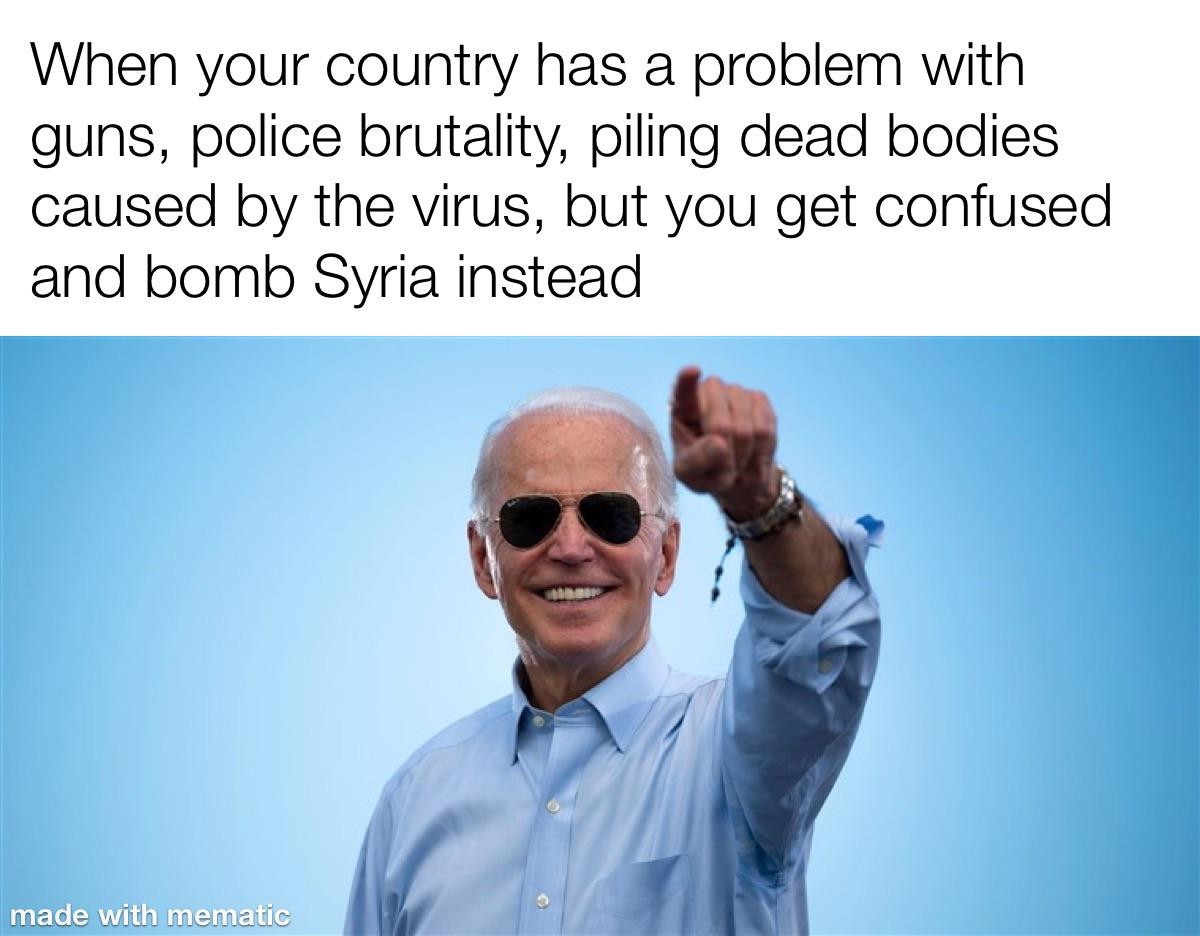 When your country has a problem with
guns, police brutality, piling dead bodies
caused by the virus, but you get confused
and bomb Syria instead
made with mematic